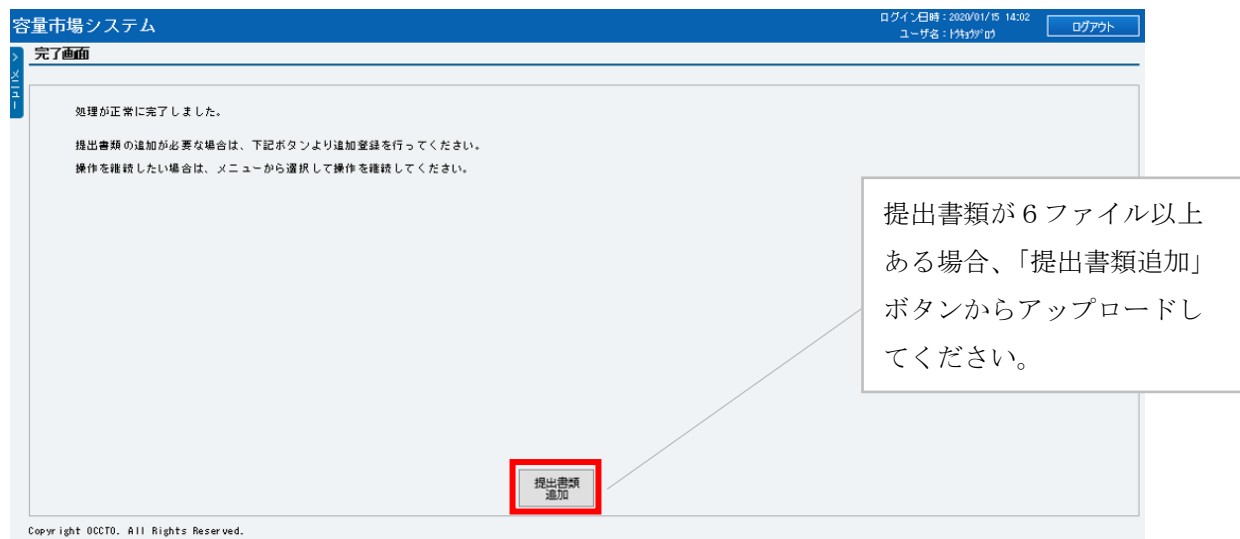 容量市場システム
ログイン日時：2020/01/15 14:02
ユーザ名：ﾄｳｷｮｳｼﾞﾛｳ
ログアウト
完了画面
> メニュー
処理が正常に完了しました。
提出書類の追加が必要な場合は、下記ボタンより追加登録を行ってください。
操作を継続したい場合は、メニューから選択して操作を継続してください。
提出書類が６ファイル以上
ある場合、「提出書類追加」
ボタンからアップロードし
てください。
提出書類
追加
Copyright OCCTO. All Rights Reserved.